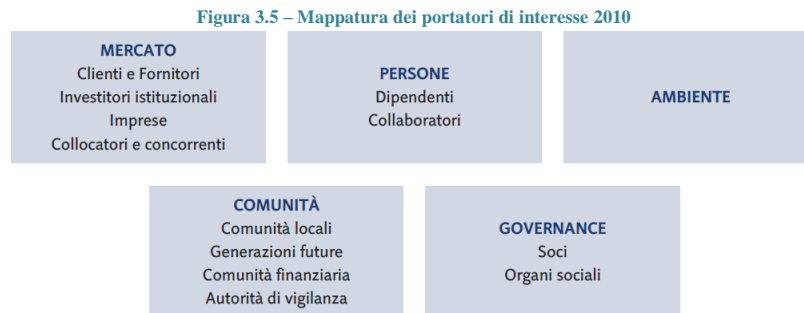 Figura 3.5 – Mappatura dei portatori di interesse 2010
MERCATO
Clienti e Fornitori
Investitori istituzionali
Imprese
Collocatori e concorrenti
PERSONE
Dipendenti
Collaboratori
AMBIENTE
COMUNITÀ
Comunità locali
Generazioni future
Comunità finanziaria
Autorità di vigilanza
GOVERNANCE
Soci
Organi sociali